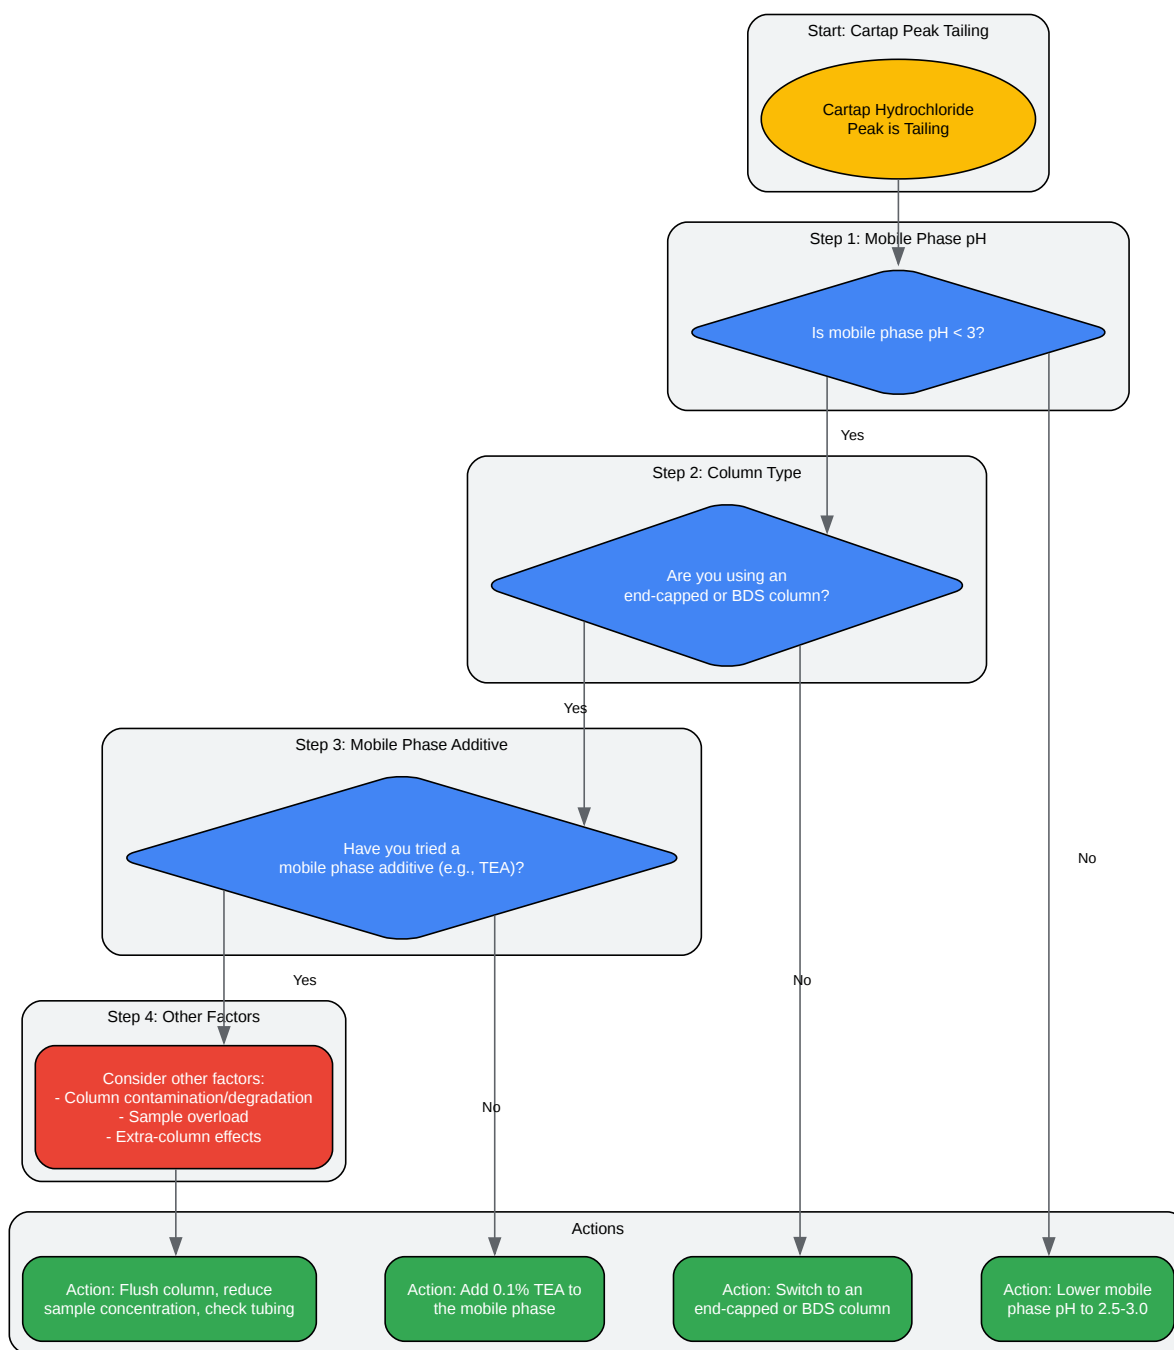 Start: Cartap Peak Tailing
Cartap Hydrochloride
Peak is Tailing
Step 1: Mobile Phase pH
Is mobile phase pH < 3?
Yes
Step 2: Column Type
Are you using an
end-capped or BDS column?
Yes
Step 3: Mobile Phase Additive
Have you tried a
mobile phase additive (e.g., TEA)?
No
Yes
No
Step 4: Other Factors
Consider other factors:
- Column contamination/degradation
- Sample overload
- Extra-column effects
No
Actions
Action: Flush column, reduce
sample concentration, check tubing
Action: Add 0.1% TEA to
the mobile phase
Action: Switch to an
end-capped or BDS column
Action: Lower mobile
phase pH to 2.5-3.0